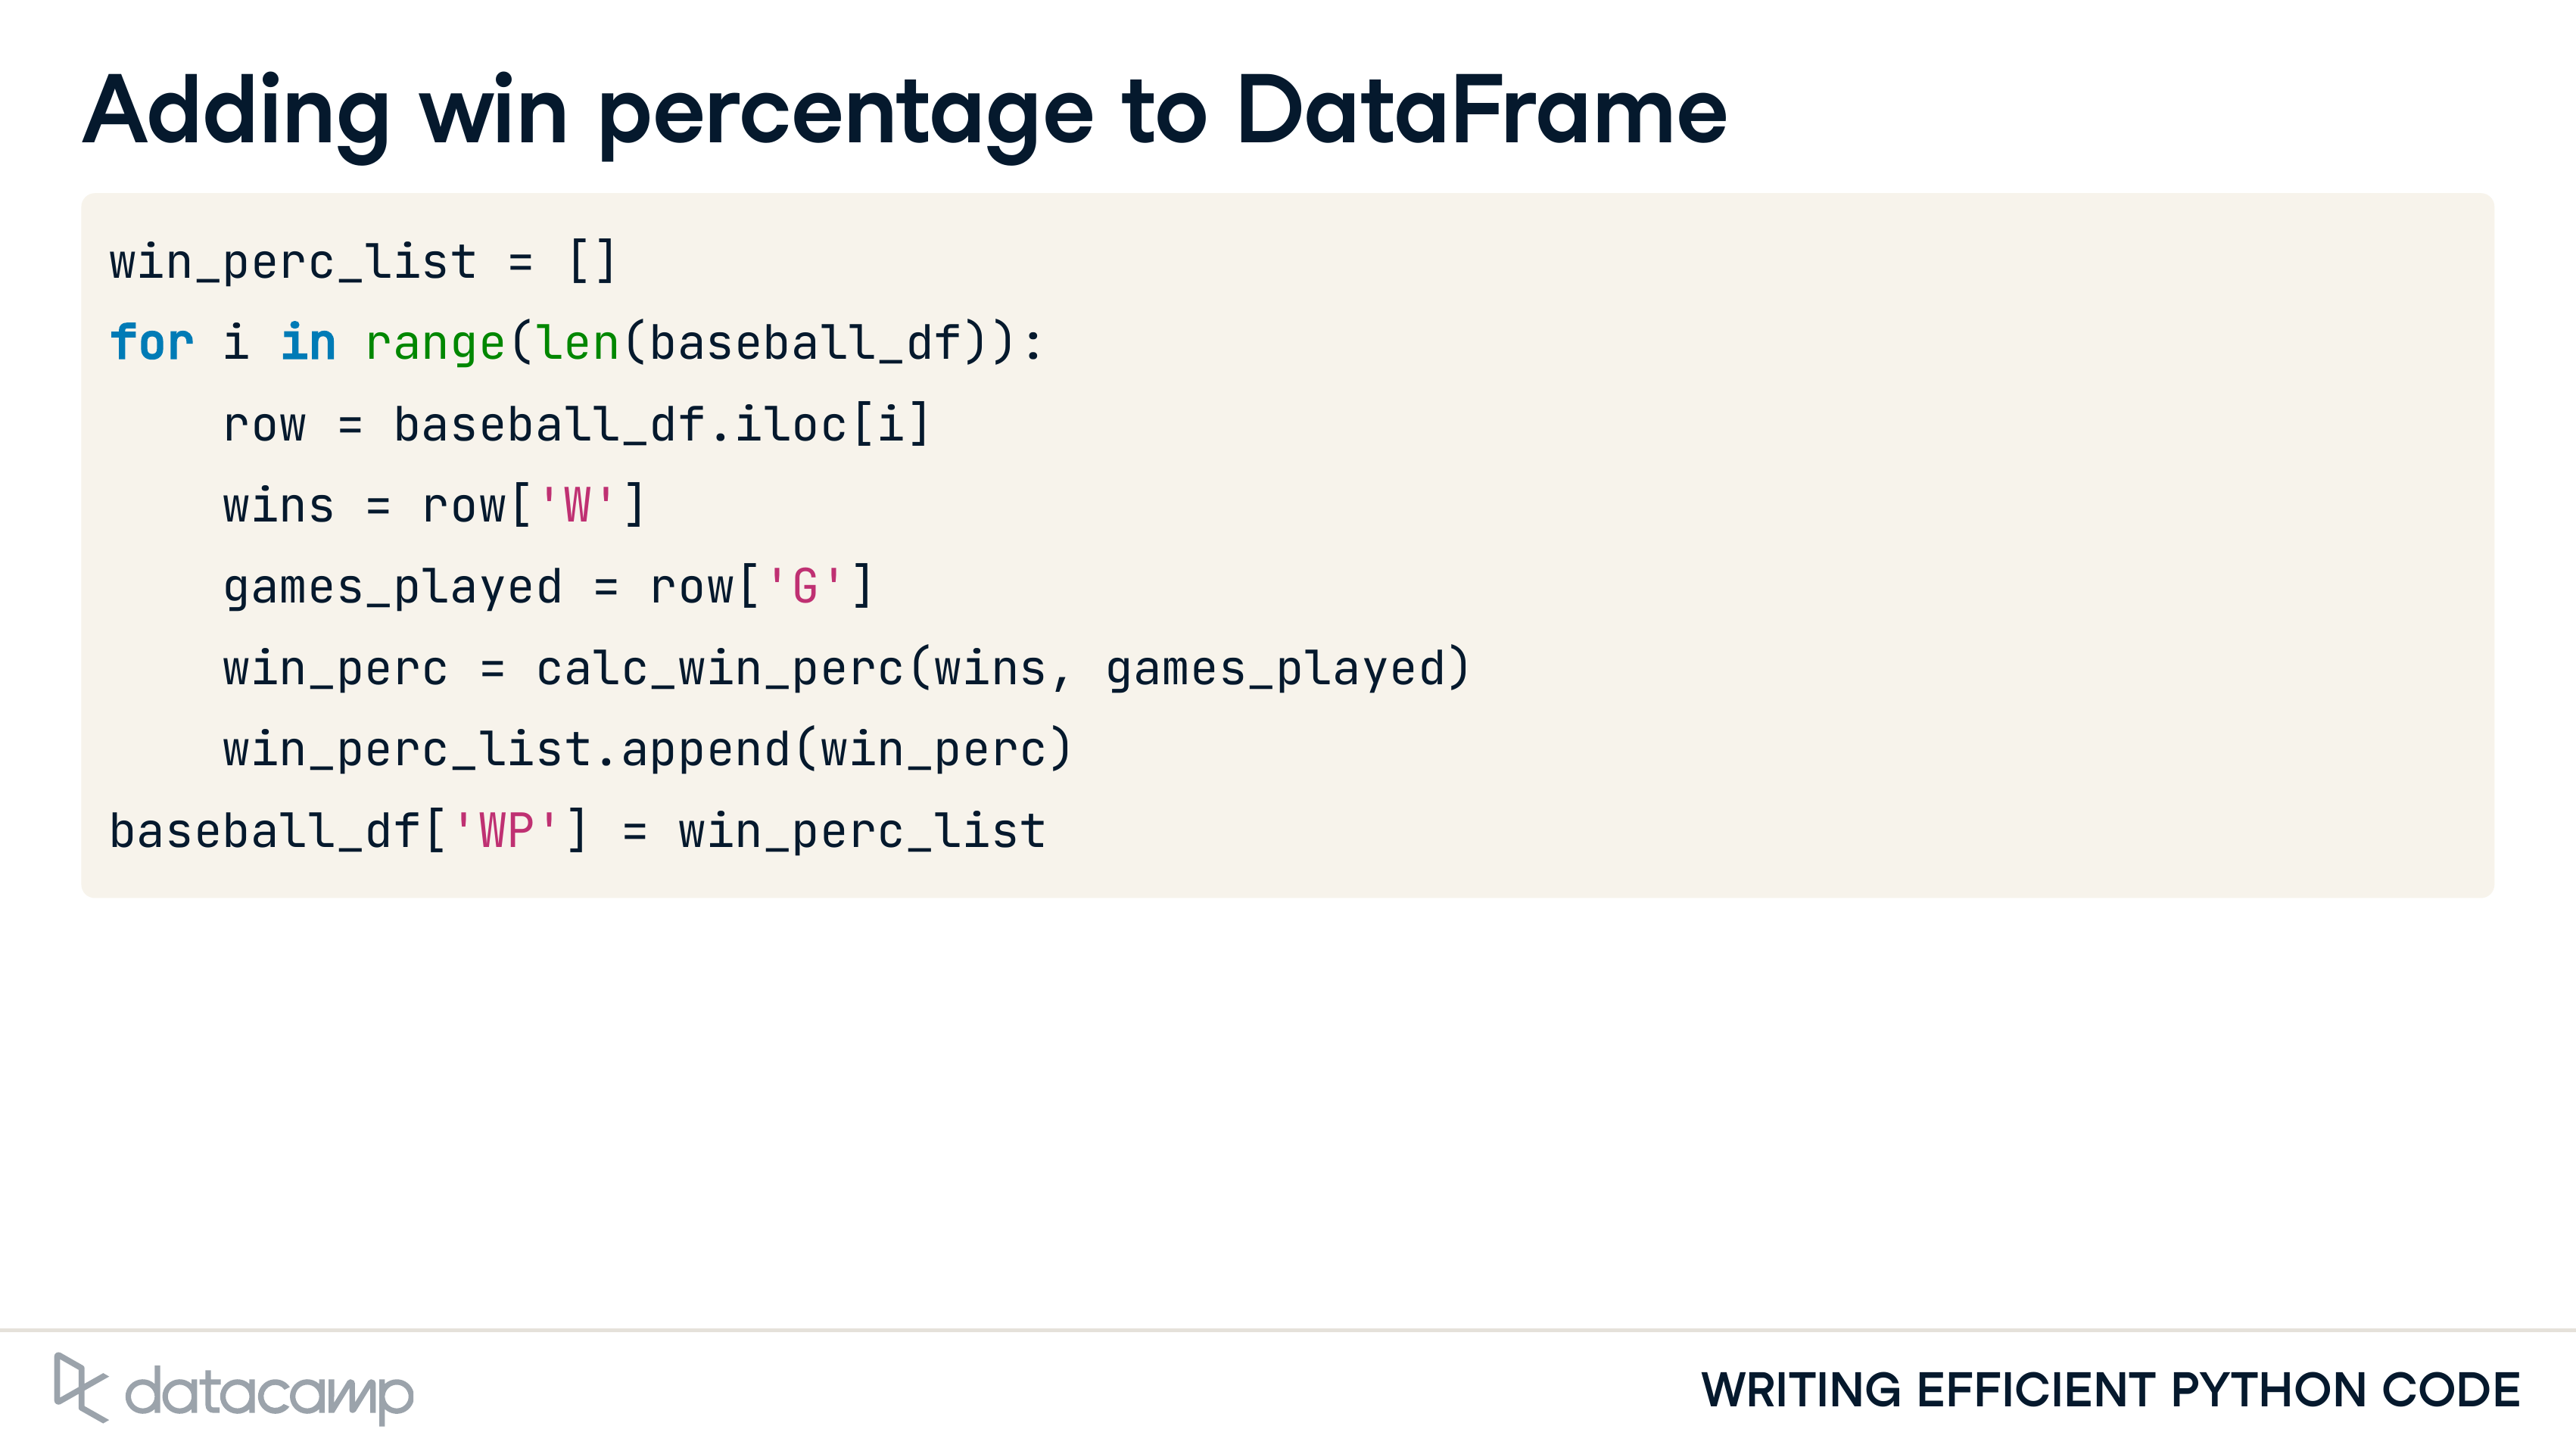 Adding win percentage to DataFrame
win_perc_list = []
for i in range(len(baseball_df)):
    row = baseball_df.iloc[i]
    wins = row['W']
    games_played = row['G']
    win_perc = calc_win_perc(wins, games_played)
    win_perc_list.append(win_perc)
baseball_df['WP'] = win_perc_list
datacamp
WRITING EFFICIENT PYTHON CODE